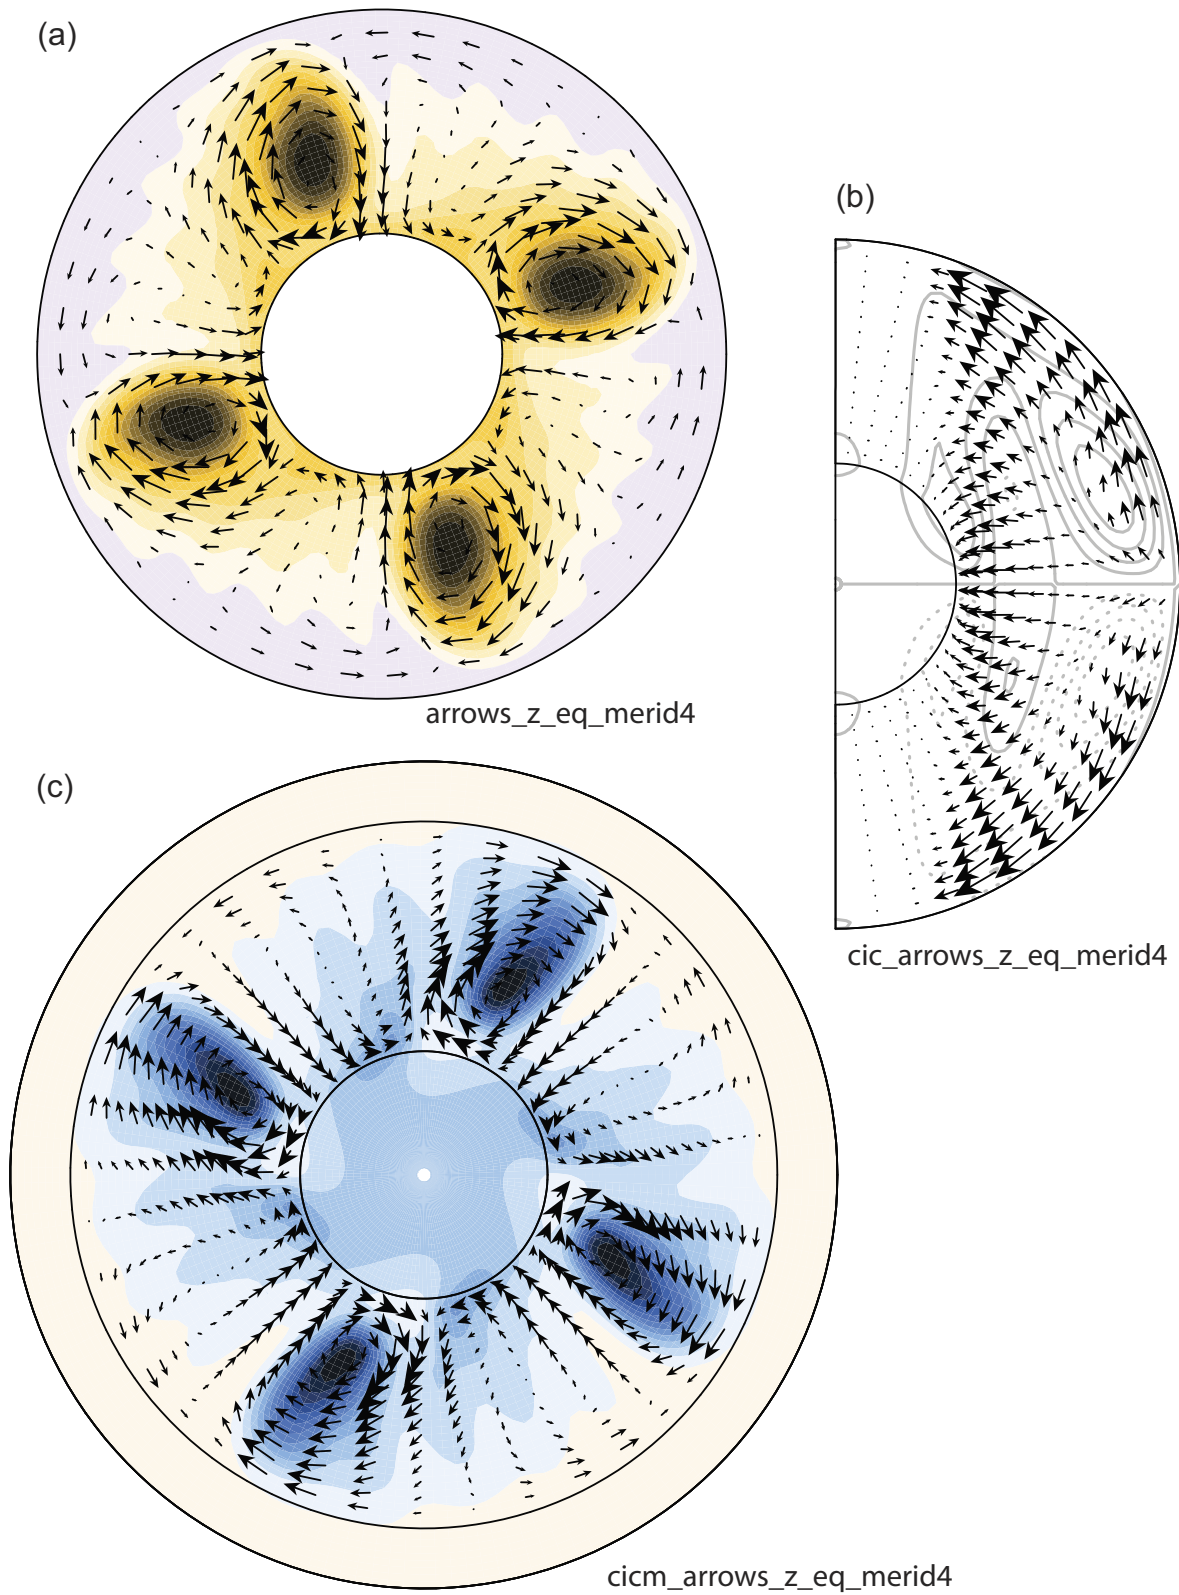 (a)
(b)
arrows_z_eq_merid4
(c)
cic_arrows_z_eq_merid4
cicm_arrows_z_eq_merid4